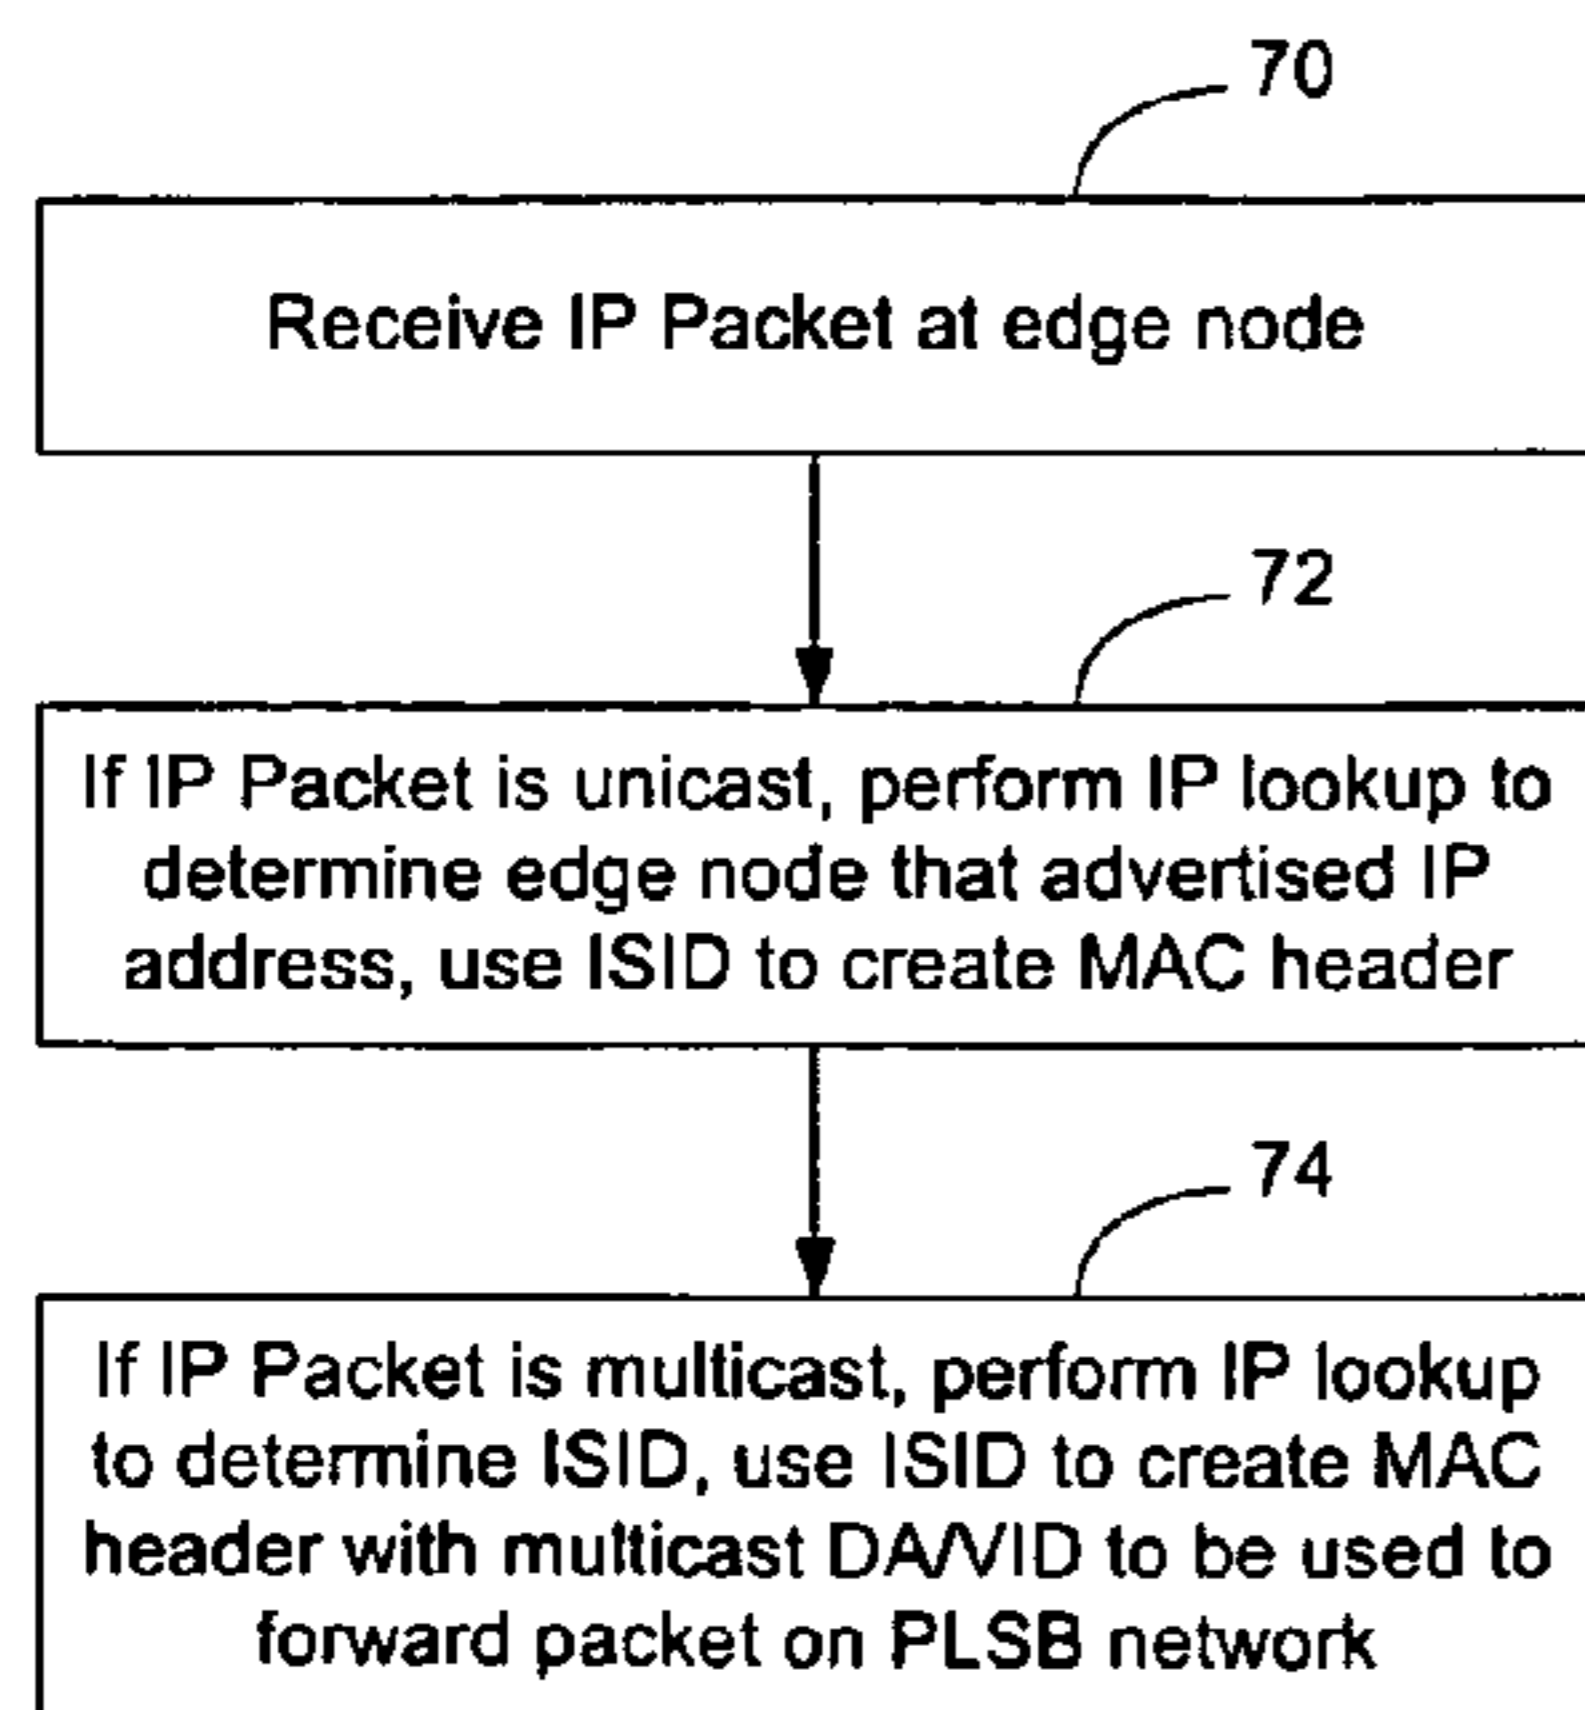 70
Receive IP Packet at edge node
72
If IP Packet is unicast, perform IP lookup to
determine edge node that advertised IP
address, use ISID to create MAC header
74
If IP Packet is multicast, perform IP lookup
to determine ISID, use ISID to create MAC
header with multicast DA/VID to be used to
forward packet on PLSB network